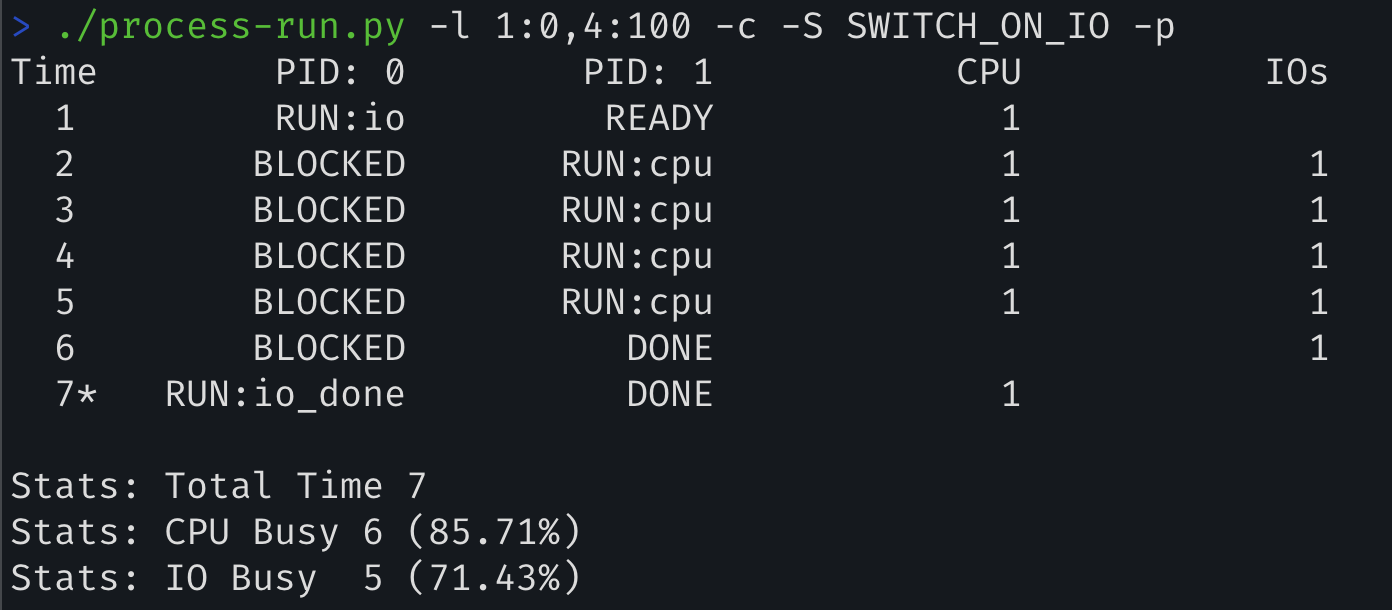 > ./process-run.py -l 1:0,4:100 -c -S SWITCH_ON_IO -p
Time        PID: 0        PID: 1           CPU           IOs
  1         RUN:io         READY             1
  2        BLOCKED       RUN:cpu             1             1
  3        BLOCKED       RUN:cpu             1             1
  4        BLOCKED       RUN:cpu             1             1
  5        BLOCKED       RUN:cpu             1             1
  6        BLOCKED          DONE                           1
  7*   RUN:io_done          DONE             1

Stats: Total Time 7
Stats: CPU Busy 6 (85.71%)
Stats: IO Busy  5 (71.43%)